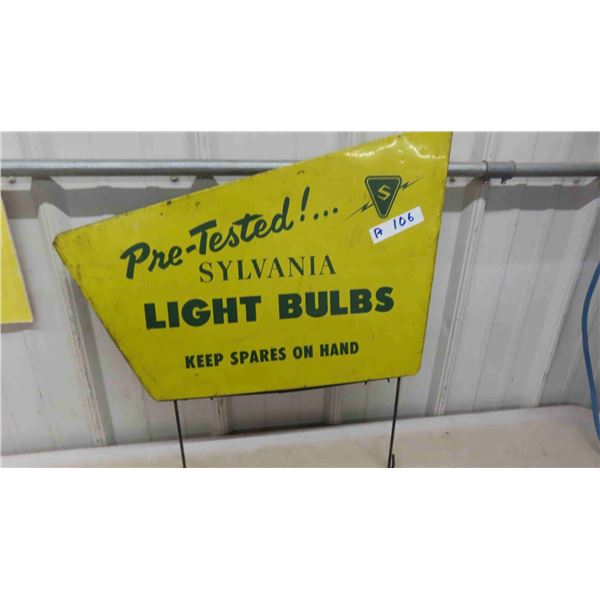 Pre-Tested!...
S
A 106
SYLVANIA
LIGHT BULBS
KEEP SPARES ON HAND